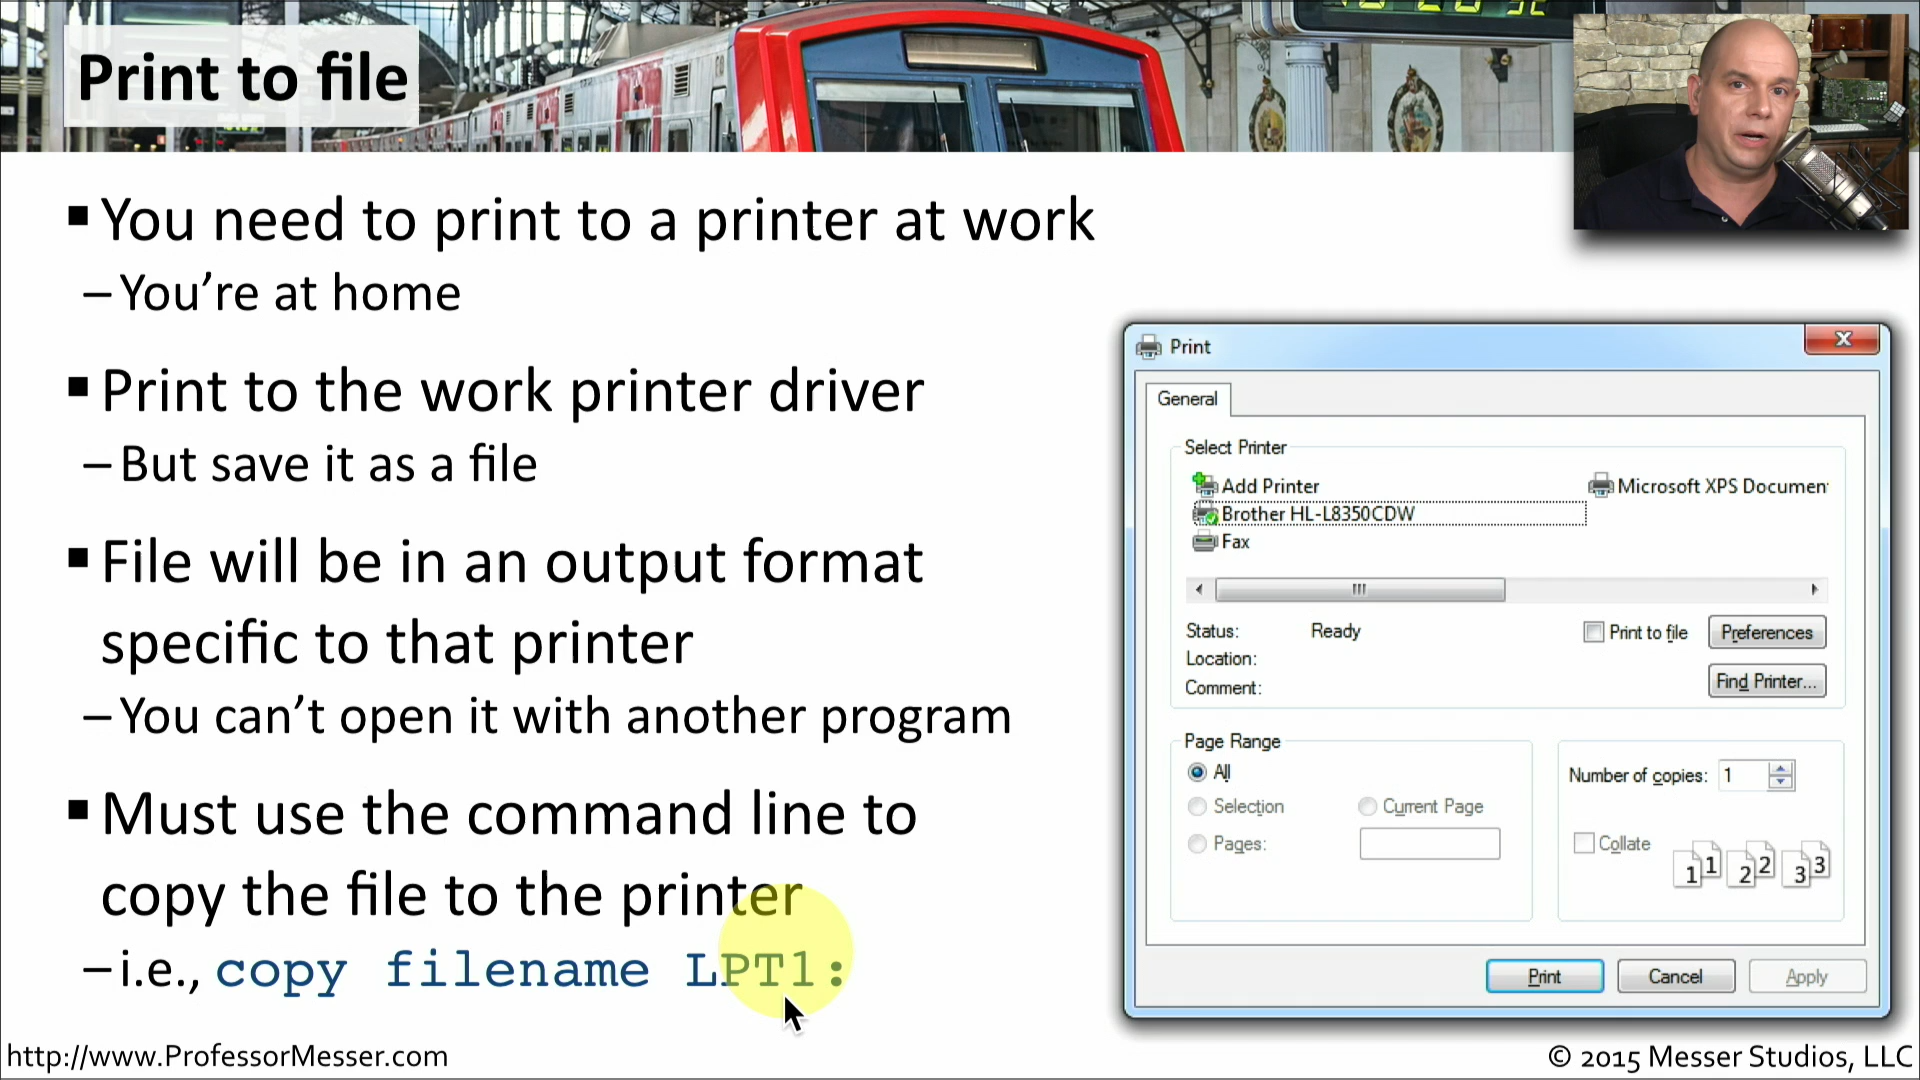 Print to file
▪ You need to print to a printer at work
– You’re at home
▪ Print to the work printer driver
– But save it as a file
▪ File will be in an output format
specific to that printer
– You can’t open it with another program
▪ Must use the command line to
copy the file to the printer
– i.e., copy filename LPT1:
Print
General
Select Printer
Add Printer
Microsoft XPS Documen
Brother HL-L8350CDW
Fax
Status: Ready
Print to file
Preferences
Location:
Comment:
Find Printer...
Page Range
All
Selection
Current Page
Pages:
Number of copies: 1
Collate
1 1 2 2 3 3
Print
Cancel
Apply
http://www.ProfessorMesser.com
© 2015 Messer Studios, LLC